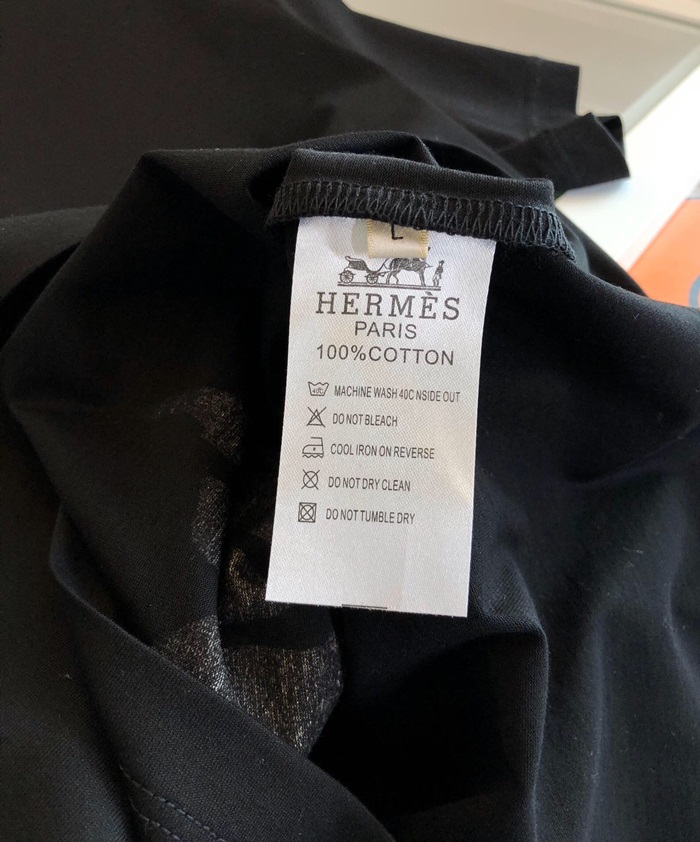 L
HERMÈS
PARIS
100%COTTON
40C
MACHINE WASH 40C NSIDE OUT
DO NOT BLEACH
COOL IRON ON REVERSE
DO NOT DRY CLEAN
DO NOT TUMBLE DRY